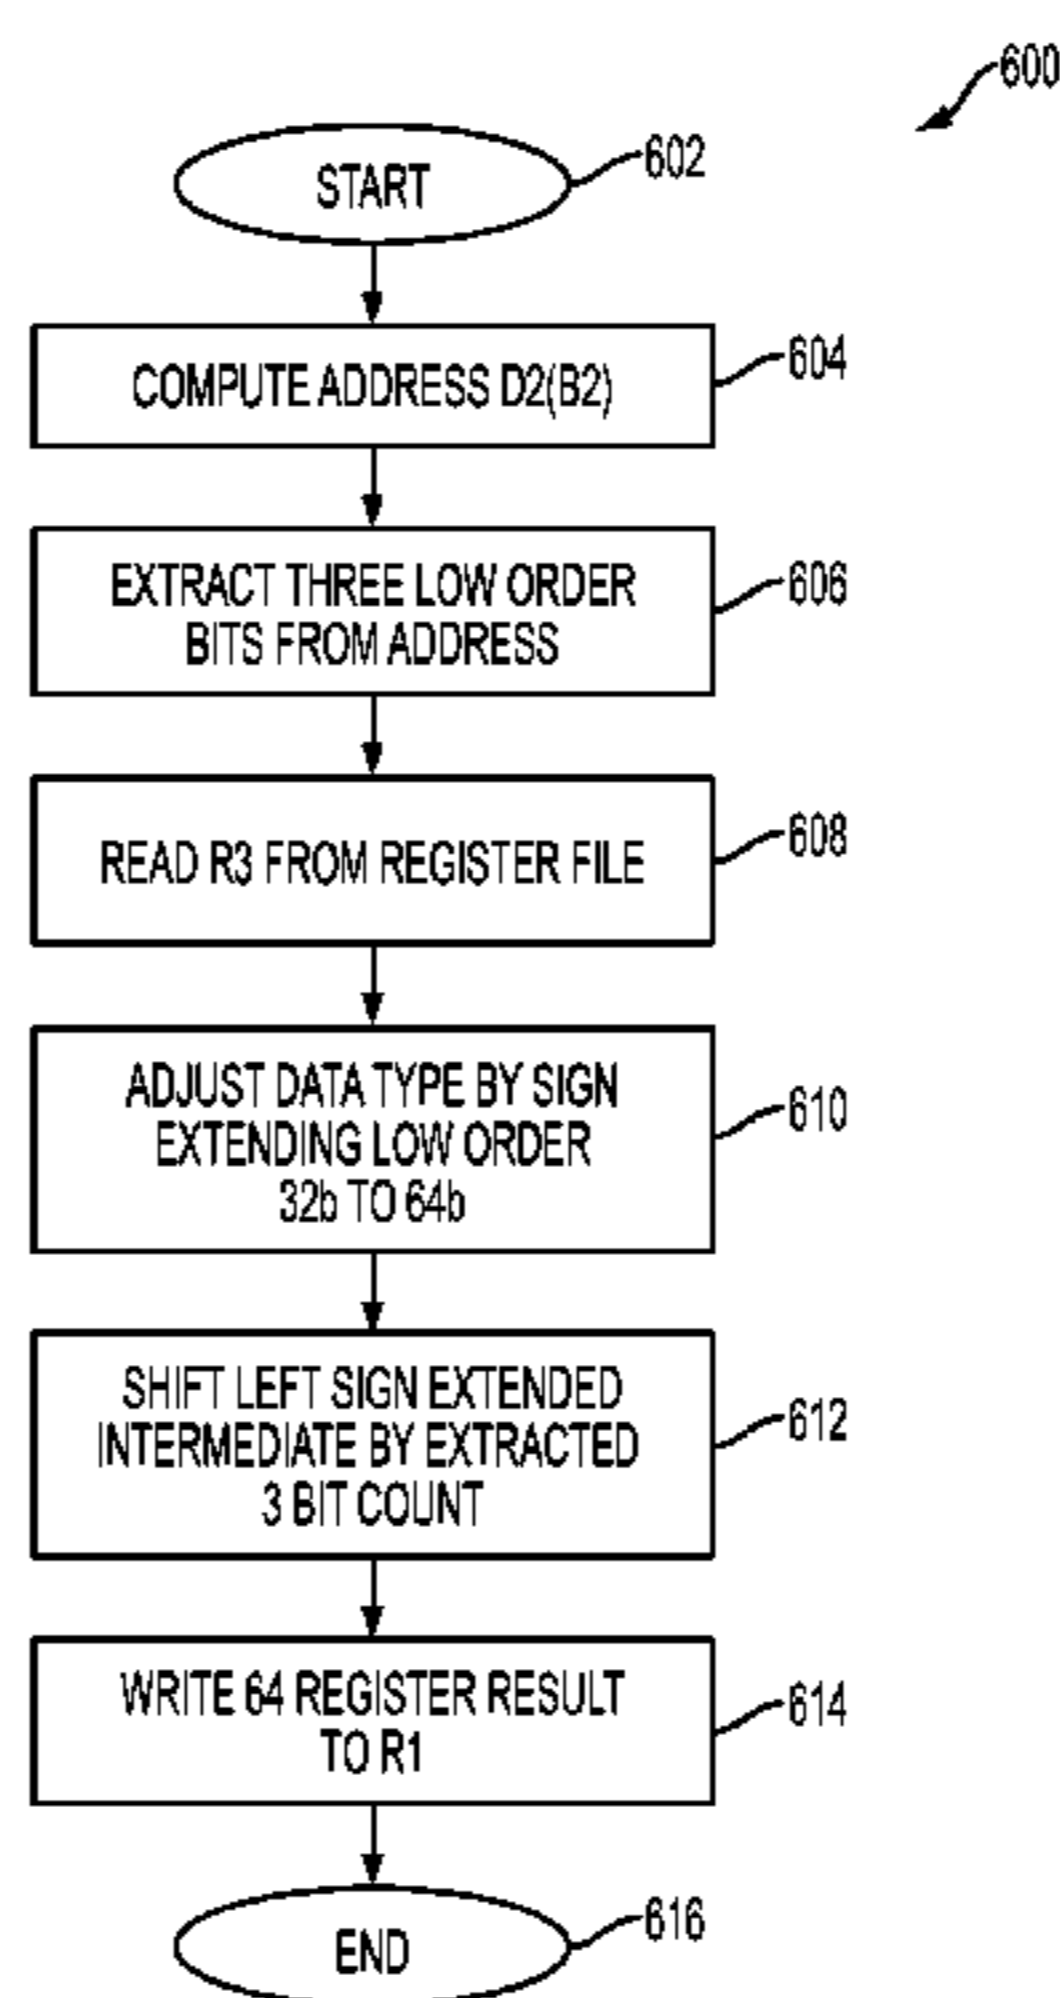 600
START
602
COMPUTE ADDRESS D2(B2)
604
EXTRACT THREE LOW ORDER
BITS FROM ADDRESS
606
READ R3 FROM REGISTER FILE
608
ADJUST DATA TYPE BY SIGN
EXTENDING LOW ORDER
32b TO 64b
610
SHIFT LEFT SIGN EXTENDED
INTERMEDIATE BY EXTRACTED
3 BIT COUNT
612
WRITE 64 REGISTER RESULT
TO R1
614
END
616